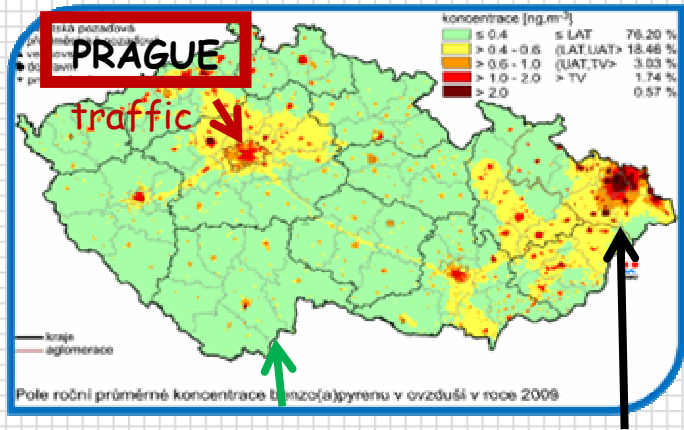 PRAGUE
traffic
koncentrace [ng.m⁻³]
≤ 0.4 ≤ LAT 76.20 %
> 0.4 - 0.6 (LAT,UAT> 18.46 %
> 0.6 - 1.0 (UAT,TV> 3.03 %
> 1.0 - 2.0 > TV 1.74 %
> 2.0 0.57 %
kraje
aglomerace
Pole roční průměrné koncentrace benzo(a)pyrenu v ovzduší v roce 2009